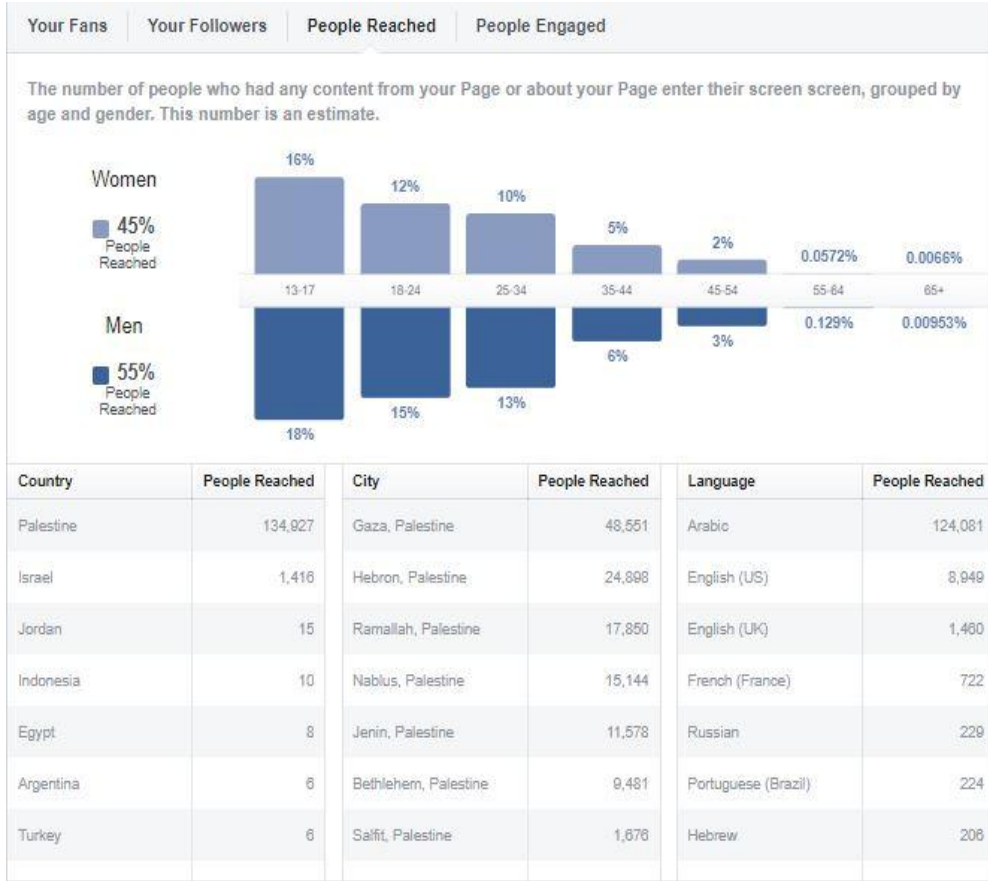 Your Fans Your Followers People Reached People Engaged
The number of people who had any content from your Page or about your Page enter their screen screen, grouped by
age and gender. This number is an estimate.
Women
45%
People
Reached
16% 12% 10% 5% 2% 0.0572% 0.0066%
13-17 18-24 25-34 35-44 45-54 55-64 65+
Men
55%
People
Reached
18% 15% 13% 6% 3% 0.129% 0.00953%
Country People Reached City People Reached Language People Reached
Palestine 134,927 Gaza, Palestine 48,551 Arabic 124,081
Israel 1,416 Hebron, Palestine 24,898 English (US) 8,949
Jordan 15 Ramallah, Palestine 17,850 English (UK) 1,460
Indonesia 10 Nablus, Palestine 15,144 French (France) 722
Egypt 8 Jenin, Palestine 11,578 Russian 229
Argentina 6 Bethlehem, Palestine 9,481 Portuguese (Brazil) 224
Turkey 6 Salfit, Palestine 1,676 Hebrew 206